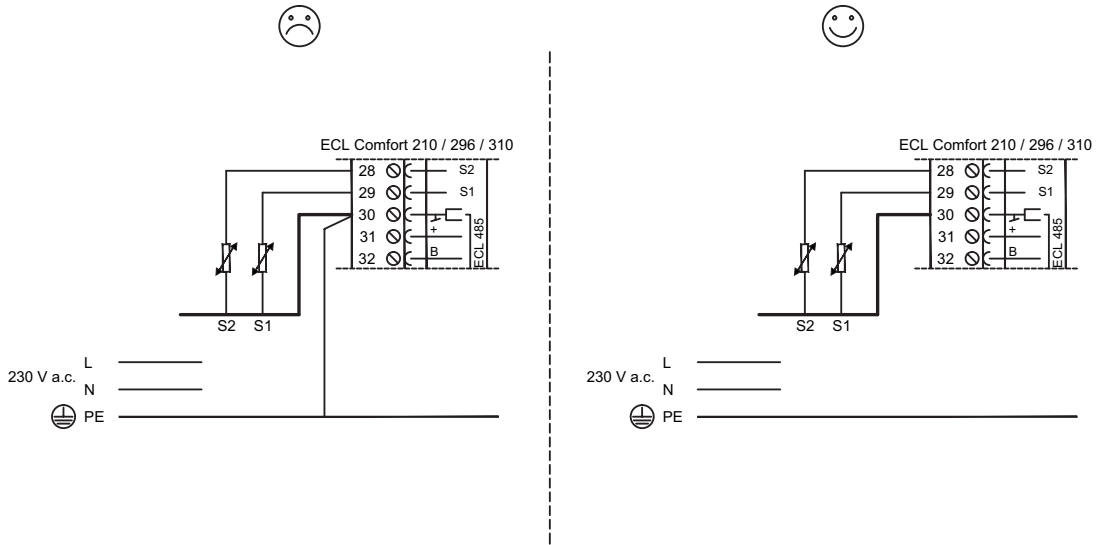 ECL Comfort 210 / 296 / 310
28 S2
29 S1
30
31 +
32 B
ECL 485
S2 S1
L
230 V a.c.
N
PE
ECL Comfort 210 / 296 / 310
28 S2
29 S1
30
31 +
32 B
ECL 485
S2 S1
L
230 V a.c.
N
PE